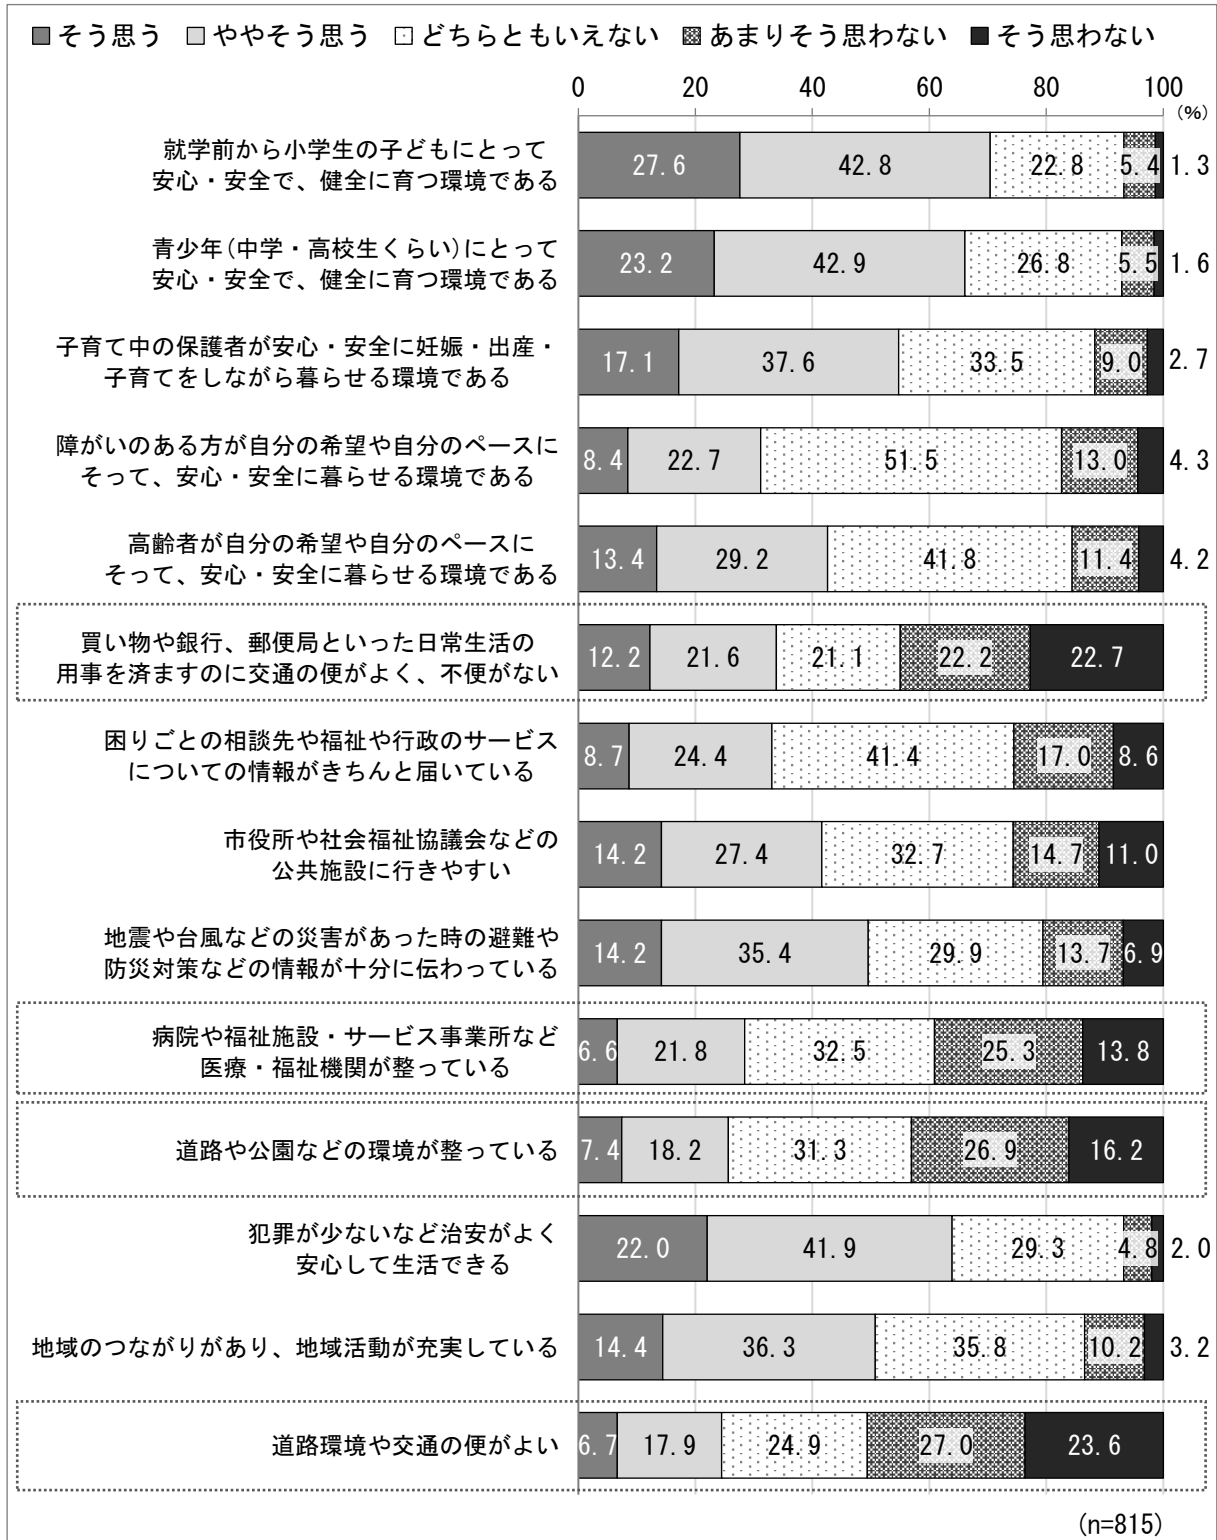 そう思う ややそう思う どちらともいえない あまりそう思わない そう思わない
0 20 40 60 80 100
(%)
就学前から小学生の子どもにとって
安心・安全で、健全に育つ環境である
27.6 42.8 22.8 5.4 1.3
青少年(中学・高校生くらい)にとって
安心・安全で、健全に育つ環境である
23.2 42.9 26.8 5.5 1.6
子育て中の保護者が安心・安全に妊娠・出産・
子育てをしながら暮らせる環境である
17.1 37.6 33.5 9.0 2.7
障がいのある方が自分の希望や自分のペースに
そって、安心・安全に暮らせる環境である
8.4 22.7 51.5 13.0 4.3
高齢者が自分の希望や自分のペースに
そって、安心・安全に暮らせる環境である
13.4 29.2 41.8 11.4 4.2
買い物や銀行、郵便局といった日常生活の
用事を済ますのに交通の便がよく、不便がない
12.2 21.6 21.1 22.2 22.7
困りごとの相談先や福祉や行政のサービス
についての情報がきちんと届いている
8.7 24.4 41.4 17.0 8.6
市役所や社会福祉協議会などの
公共施設に行きやすい
14.2 27.4 32.7 14.7 11.0
地震や台風などの災害があった時の避難や
防災対策などの情報が十分に伝わっている
14.2 35.4 29.9 13.7 6.9
病院や福祉施設・サービス事業所など
医療・福祉機関が整っている
6.6 21.8 32.5 25.3 13.8
道路や公園などの環境が整っている
7.4 18.2 31.3 26.9 16.2
犯罪が少ないなど治安がよく
安心して生活できる
22.0 41.9 29.3 4.8 2.0
地域のつながりがあり、地域活動が充実している
14.4 36.3 35.8 10.2 3.2
道路環境や交通の便がよい
6.7 17.9 24.9 27.0 23.6
(n=815)